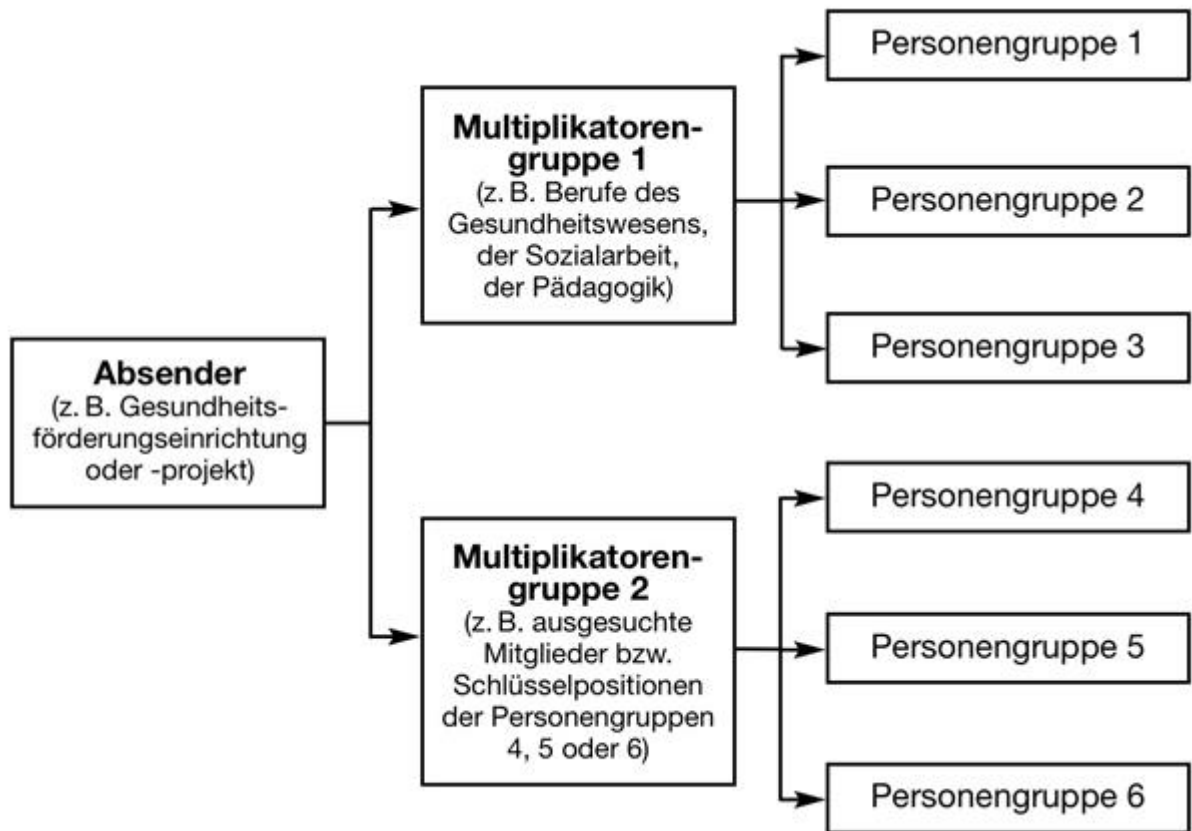 Absender
(z. B. Gesundheits-
förderungseinrichtung
oder -projekt)
Multiplikatoren-
gruppe 1
(z. B. Berufe des
Gesundheitswesens,
der Sozialarbeit,
der Pädagogik)
Multiplikatoren-
gruppe 2
(z. B. ausgesuchte
Mitglieder bzw.
Schlüsselpositionen
der Personengruppen
4, 5 oder 6)
Personengruppe 1
Personengruppe 2
Personengruppe 3
Personengruppe 4
Personengruppe 5
Personengruppe 6